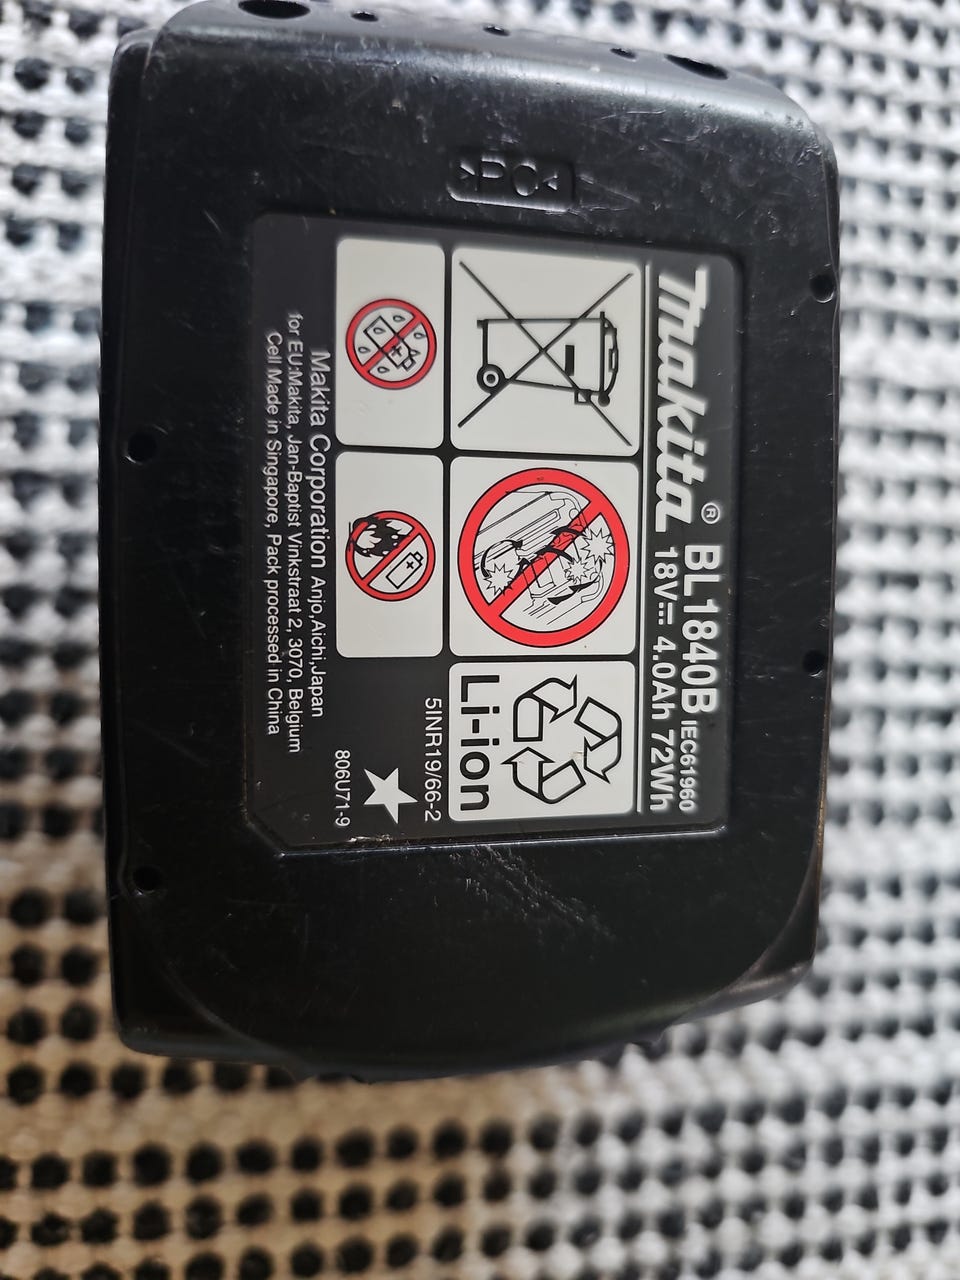 >PC<
makita® BL1840B IEC61960
18V⎓ 4.0Ah 72Wh
Li-ion
5INR19/66-2
806U71-9
Makita Corporation Anjo,Aichi,Japan
for EU:Makita, Jan-Baptist Vinkstraat 2, 3070, Belgium
Cell Made in Singapore, Pack processed in China